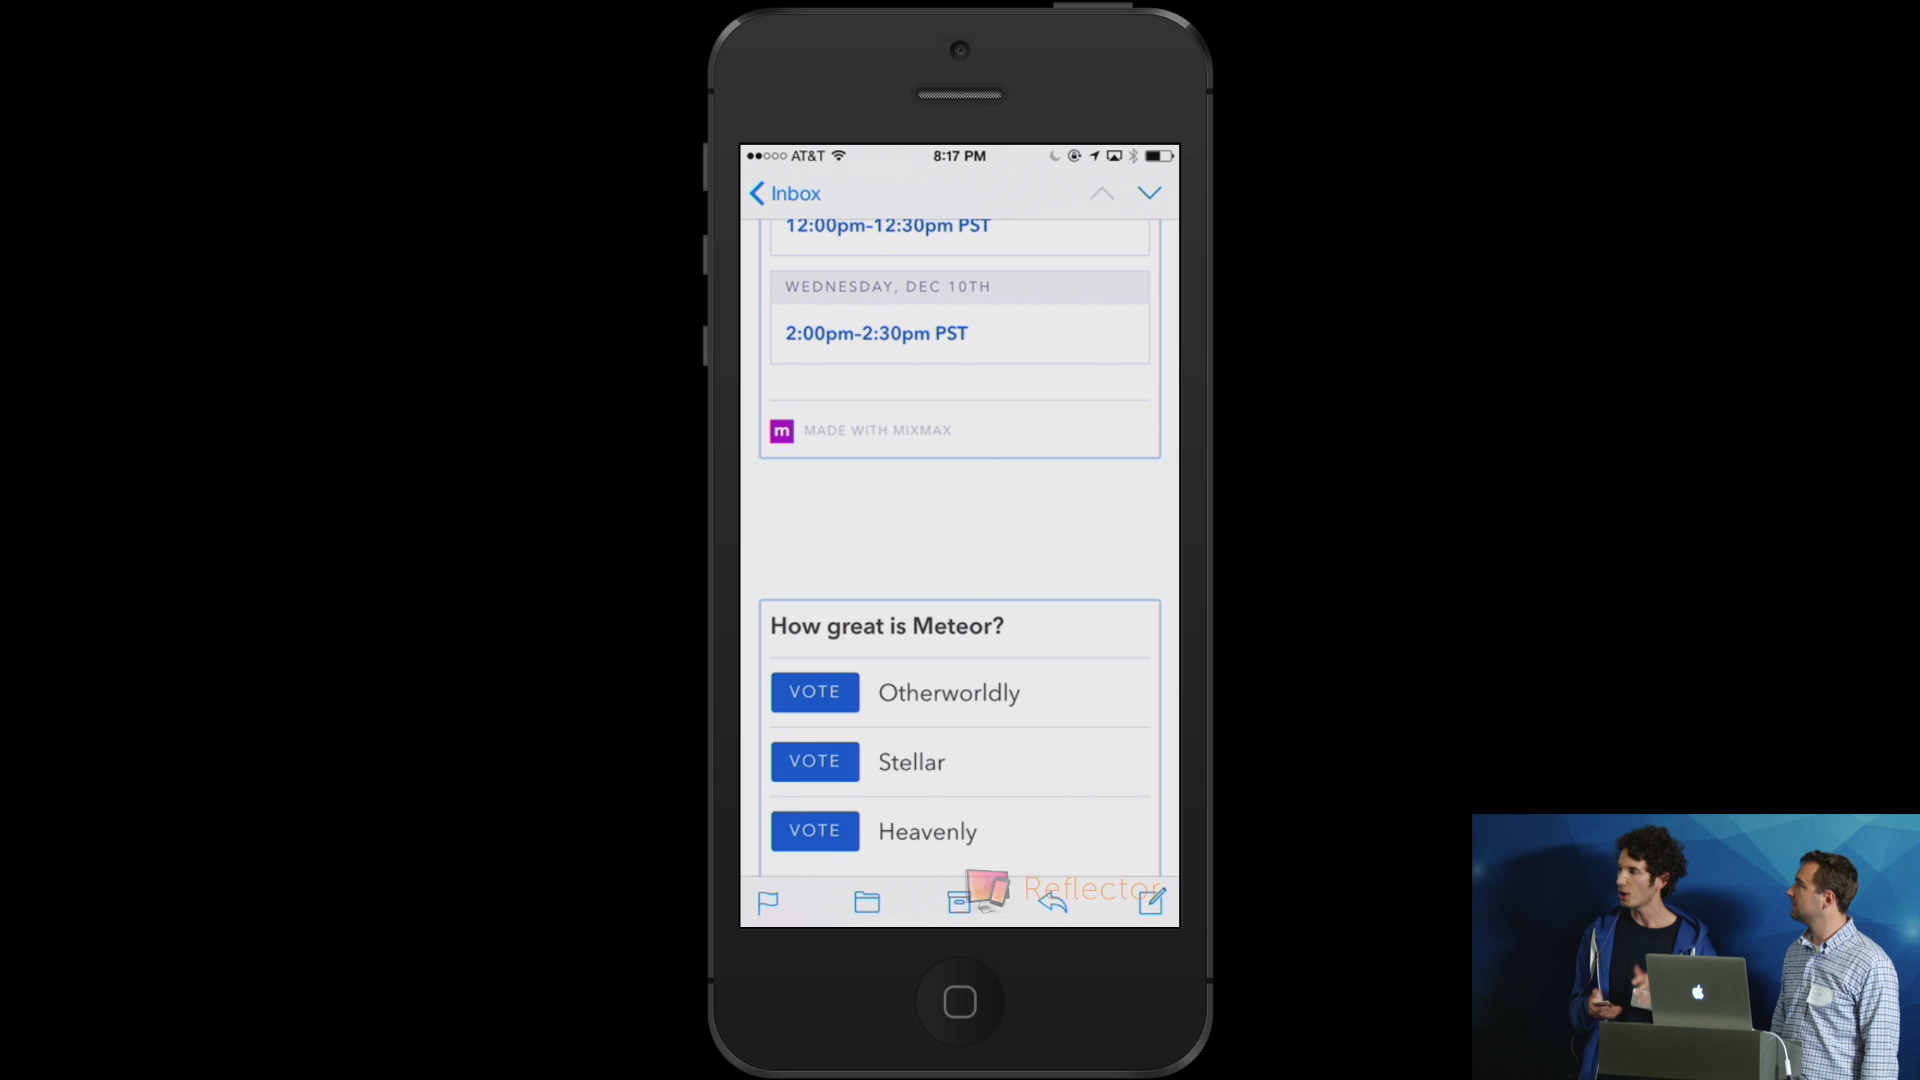 AT&T 8:17 PM
Inbox
12:00pm-12:30pm PST
WEDNESDAY, DEC 10TH
2:00pm-2:30pm PST
m MADE WITH MIXMAX
How great is Meteor?
VOTE Otherworldly
VOTE Stellar
VOTE Heavenly
Reflector